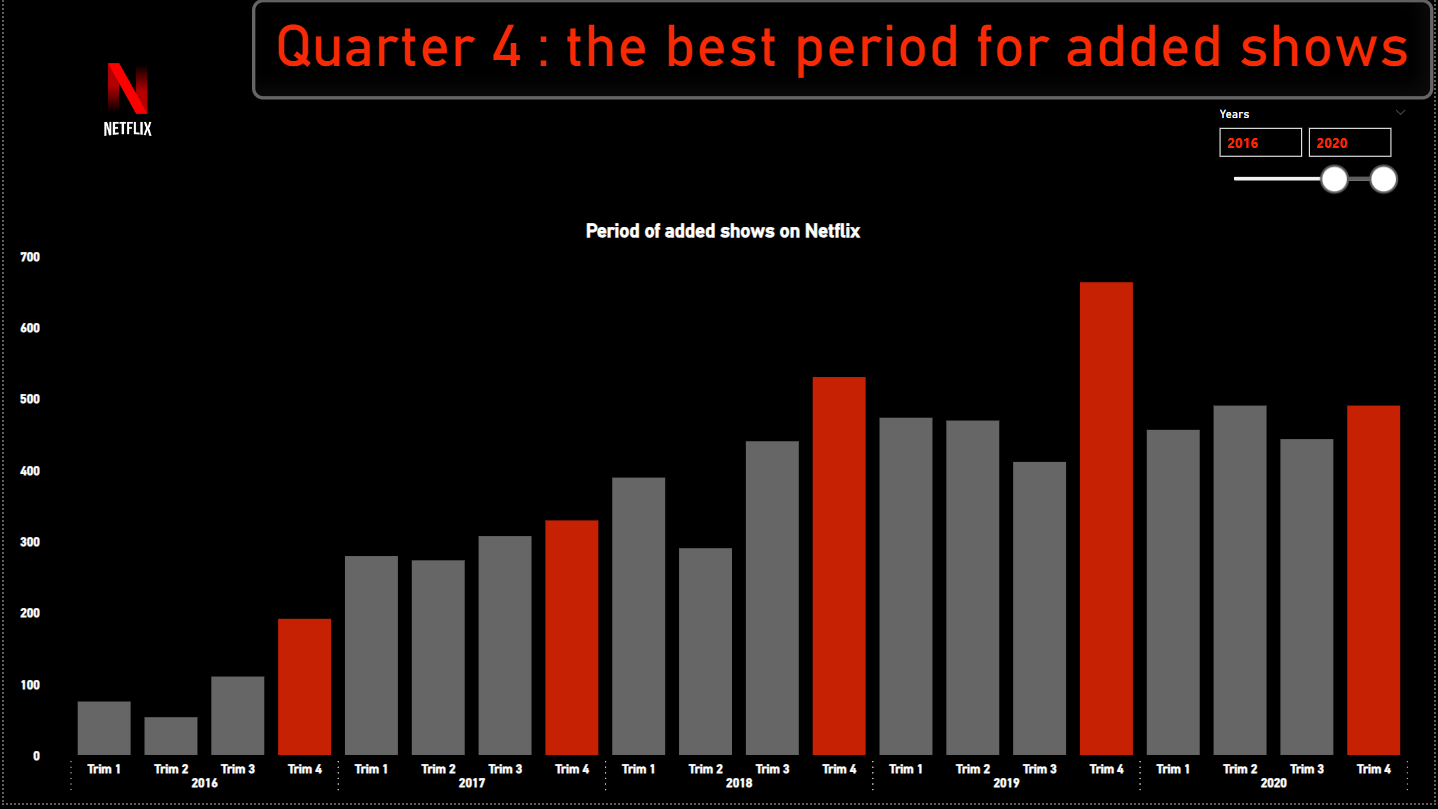 Quarter 4 : the best period for added shows
NETFLIX
Years
2016 2020
Period of added shows on Netflix
700
600
500
400
300
200
100
0
Trim 1 Trim 2 Trim 3 Trim 4 Trim 1 Trim 2 Trim 3 Trim 4 Trim 1 Trim 2 Trim 3 Trim 4 Trim 1 Trim 2 Trim 3 Trim 4 Trim 1 Trim 2 Trim 3 Trim 4
2016 2017 2018 2019 2020